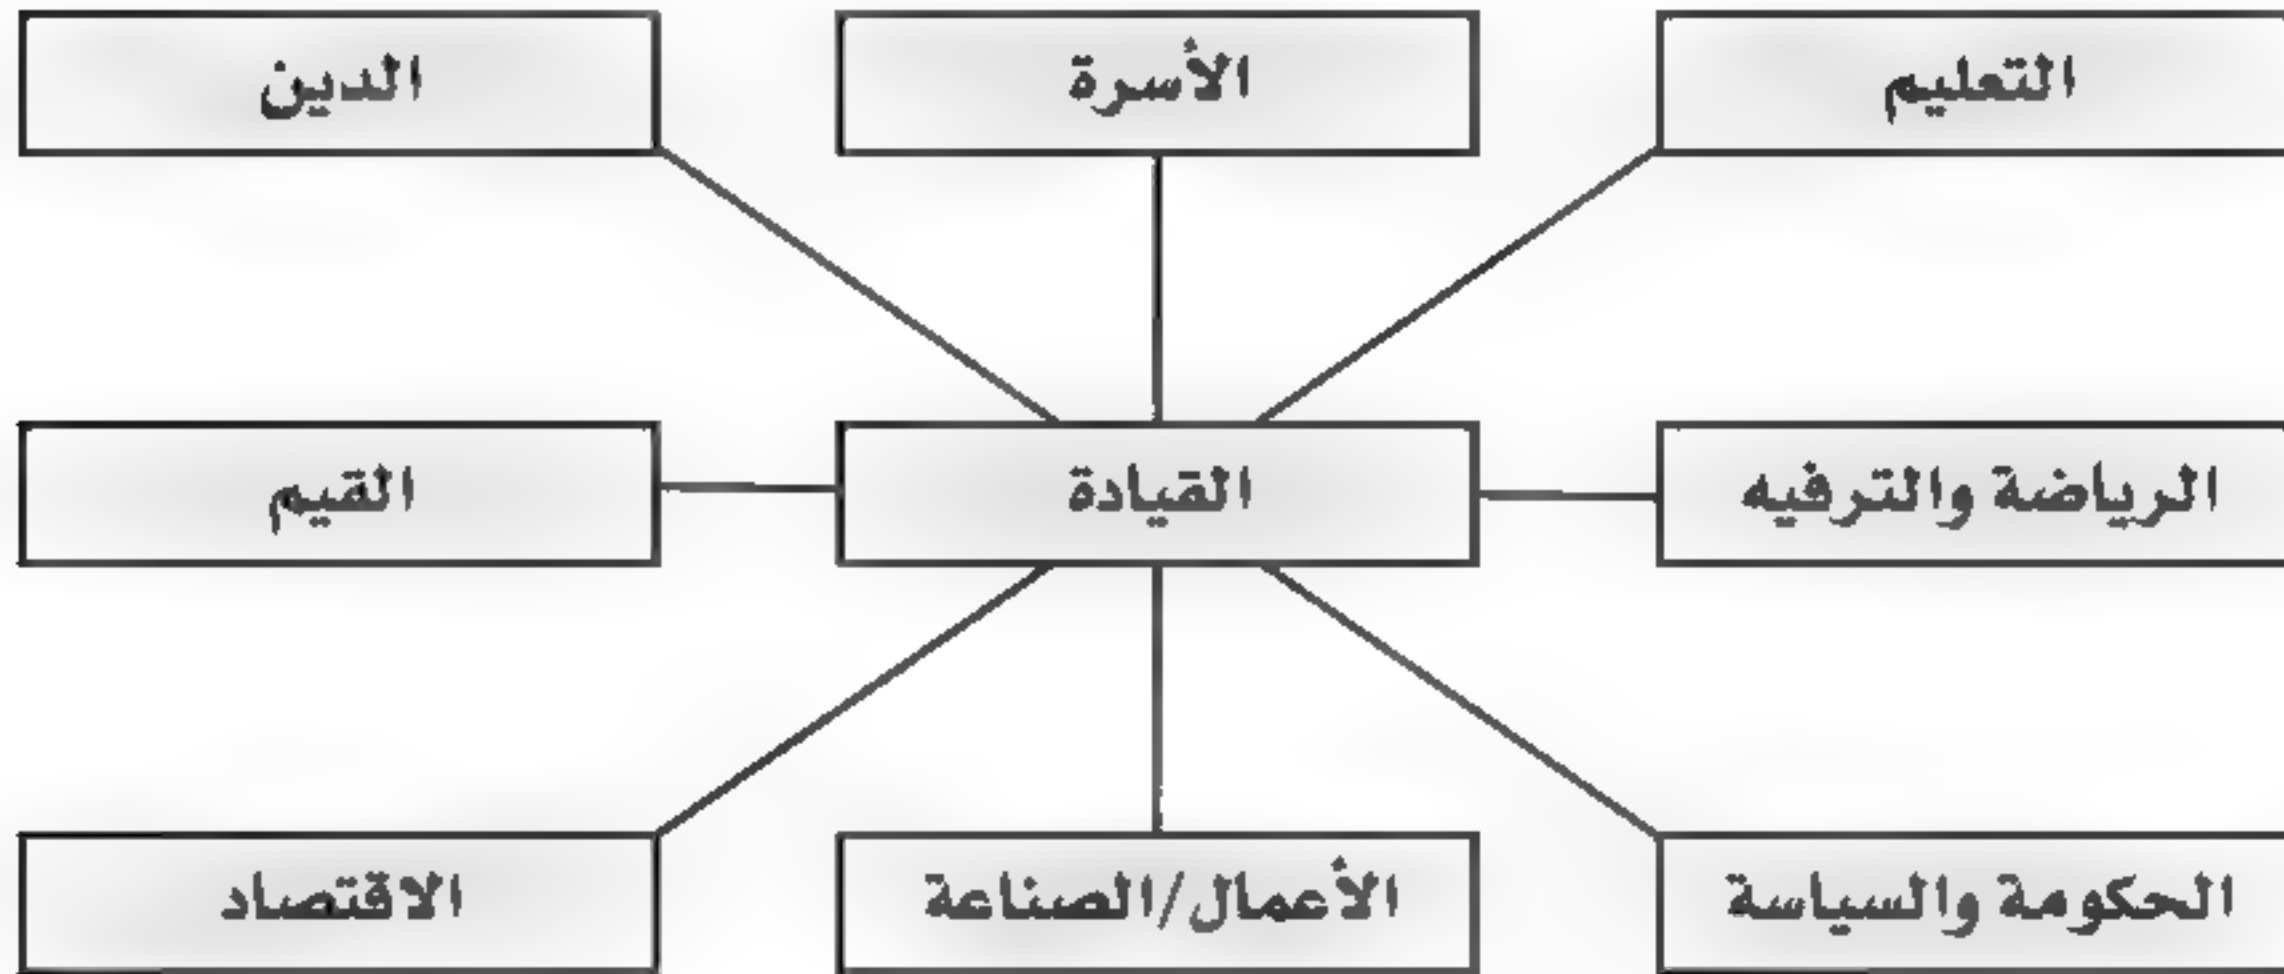 التعليم
الأسرة
الدين
الرياضة والترفيه
القيادة
القيم
الحكومة والسياسة
الأعمال/الصناعة
الاقتصاد